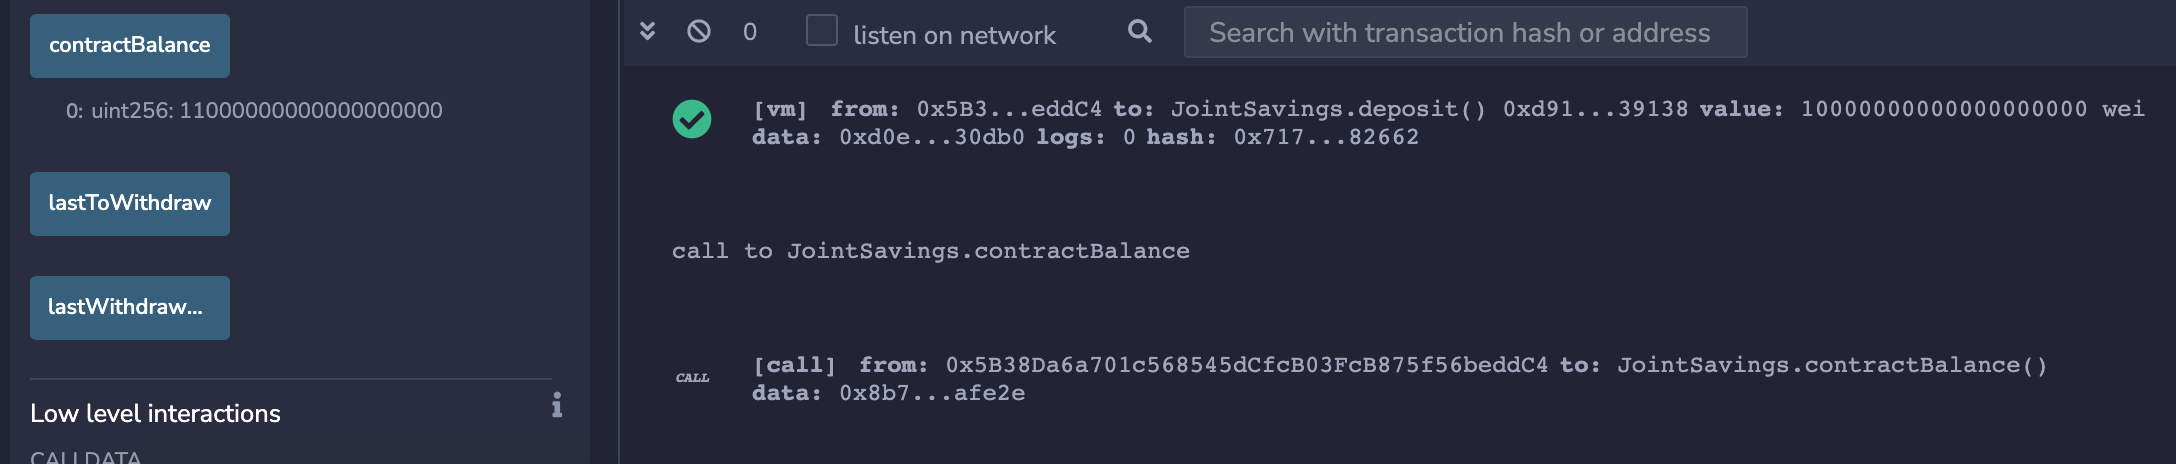 contractBalance
0: uint256: 11000000000000000000
lastToWithdraw
lastWithdraw...
Low level interactions
CALLDATA
0 listen on network Search with transaction hash or address
[vm] from: 0x5B3...eddC4 to: JointSavings.deposit() 0xd91...39138 value: 10000000000000000000 wei
data: 0xd0e...30db0 logs: 0 hash: 0x717...82662
call to JointSavings.contractBalance
CALL [call] from: 0x5B38Da6a701c568545dCfcB03FcB875f56beddC4 to: JointSavings.contractBalance()
data: 0x8b7...afe2e